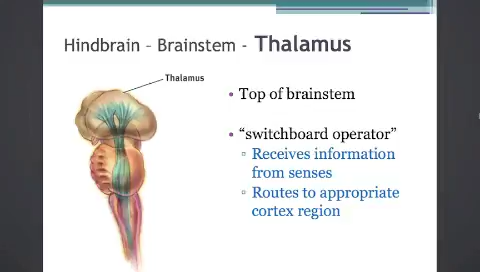 Hindbrain – Brainstem - Thalamus
Thalamus
• Top of brainstem
• “switchboard operator”
▫ Receives information
from senses
▫ Routes to appropriate
cortex region